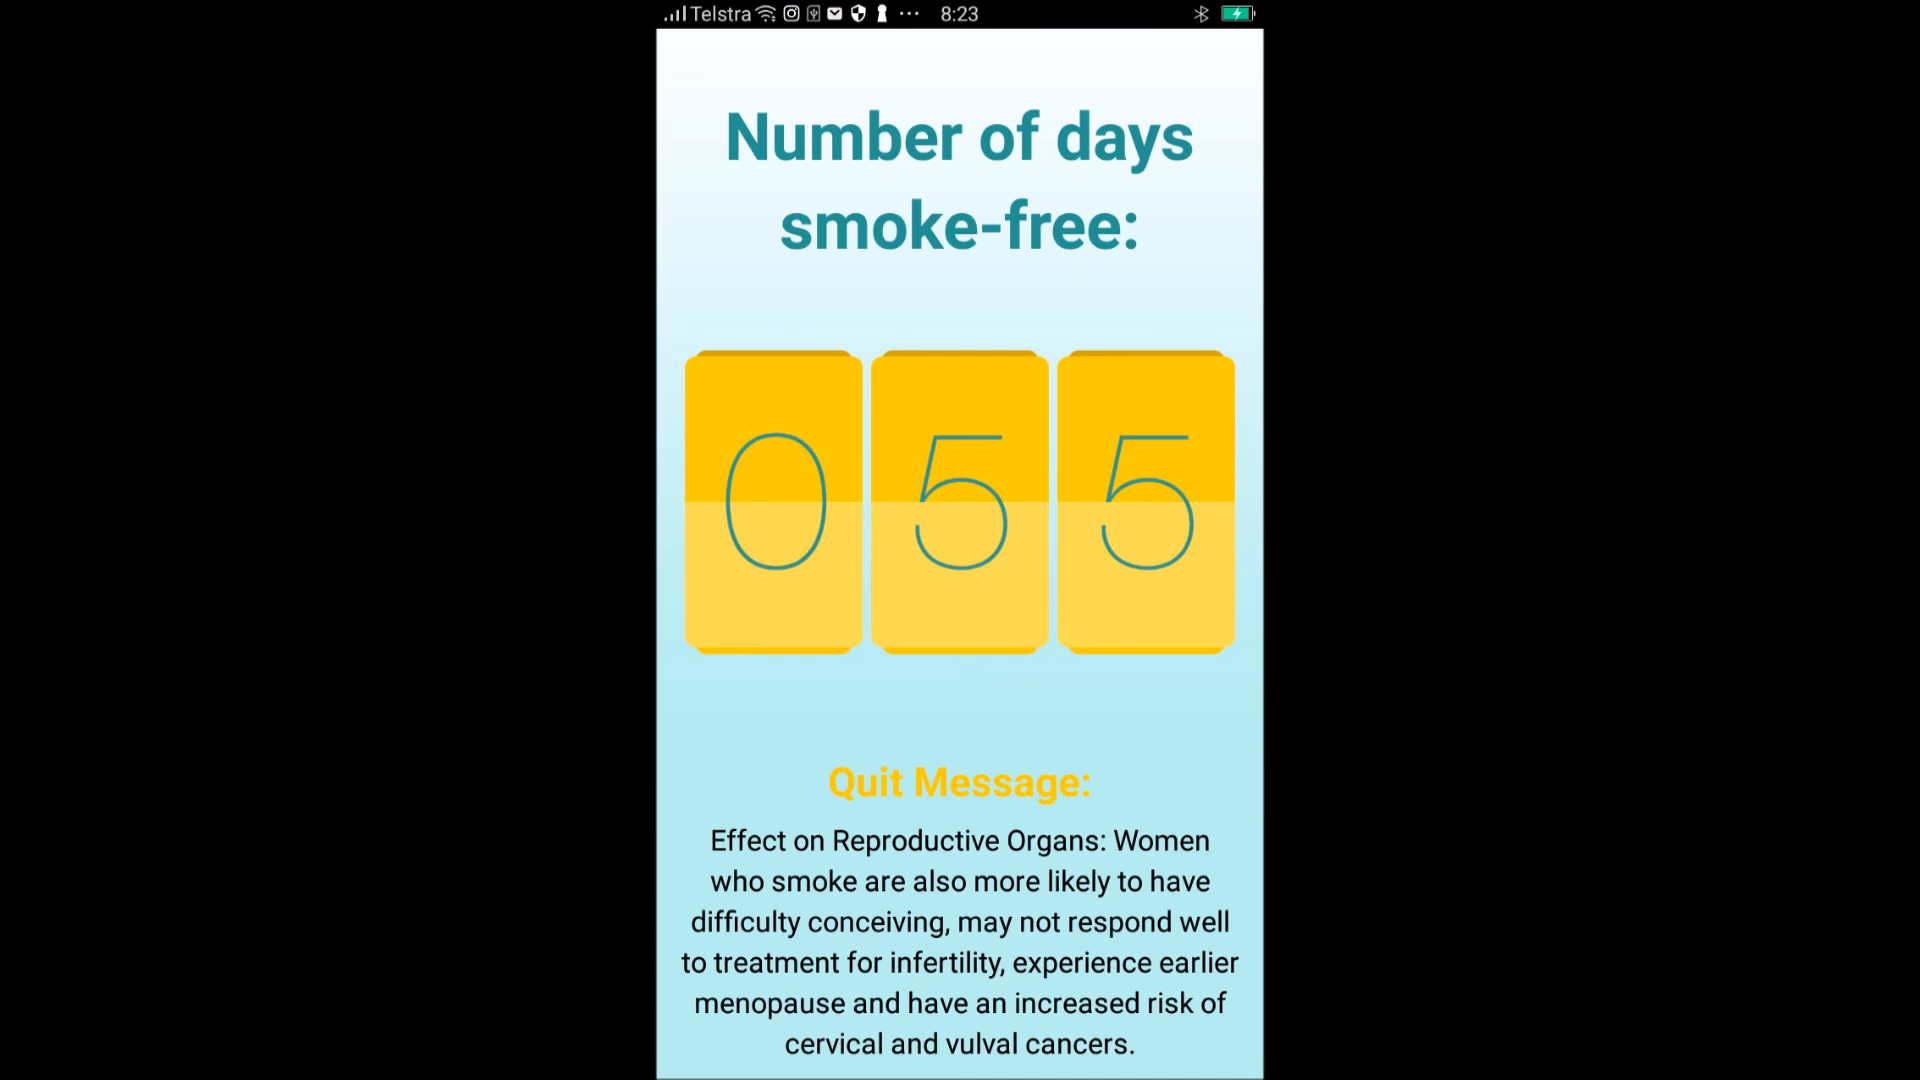 Telstra 8:23
Number of days
smoke-free:
0 5 5
Quit Message:
Effect on Reproductive Organs: Women
who smoke are also more likely to have
difficulty conceiving, may not respond well
to treatment for infertility, experience earlier
menopause and have an increased risk of
cervical and vulval cancers.